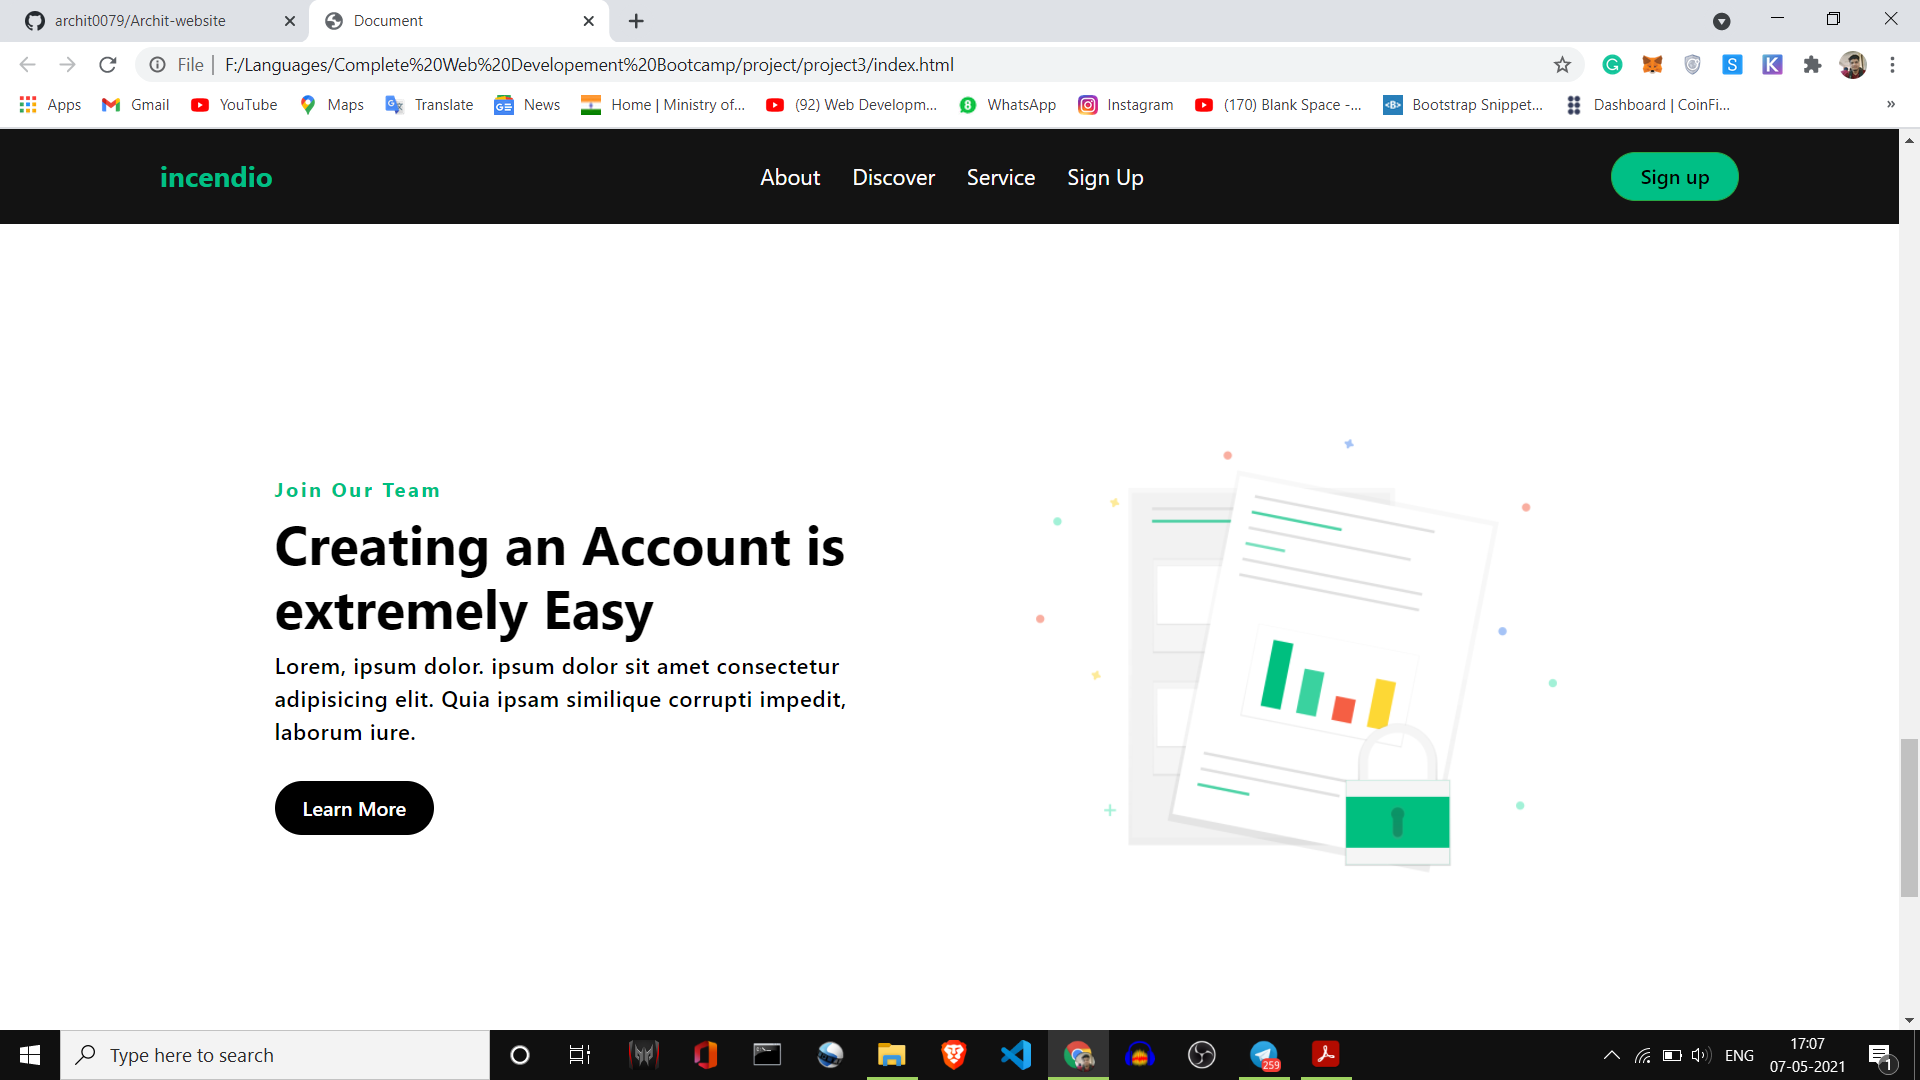 archit0079/Archit-website
Document
File
F:/Languages/Complete%20Web%20Developement%20Bootcamp/project/project3/index.html
Apps
Gmail
YouTube
Maps
Translate
News
Home | Ministry of...
(92) Web Developm...
WhatsApp
Instagram
(170) Blank Space -...
Bootstrap Snippet...
Dashboard | CoinFi...
»
incendio
About
Discover
Service
Sign Up
Sign up
Join Our Team
Creating an Account is
extremely Easy
Lorem, ipsum dolor. ipsum dolor sit amet consectetur
adipisicing elit. Quia ipsam similique corrupti impedit,
laborum iure.
Learn More
Type here to search
259
ENG
17:07
07-05-2021
1